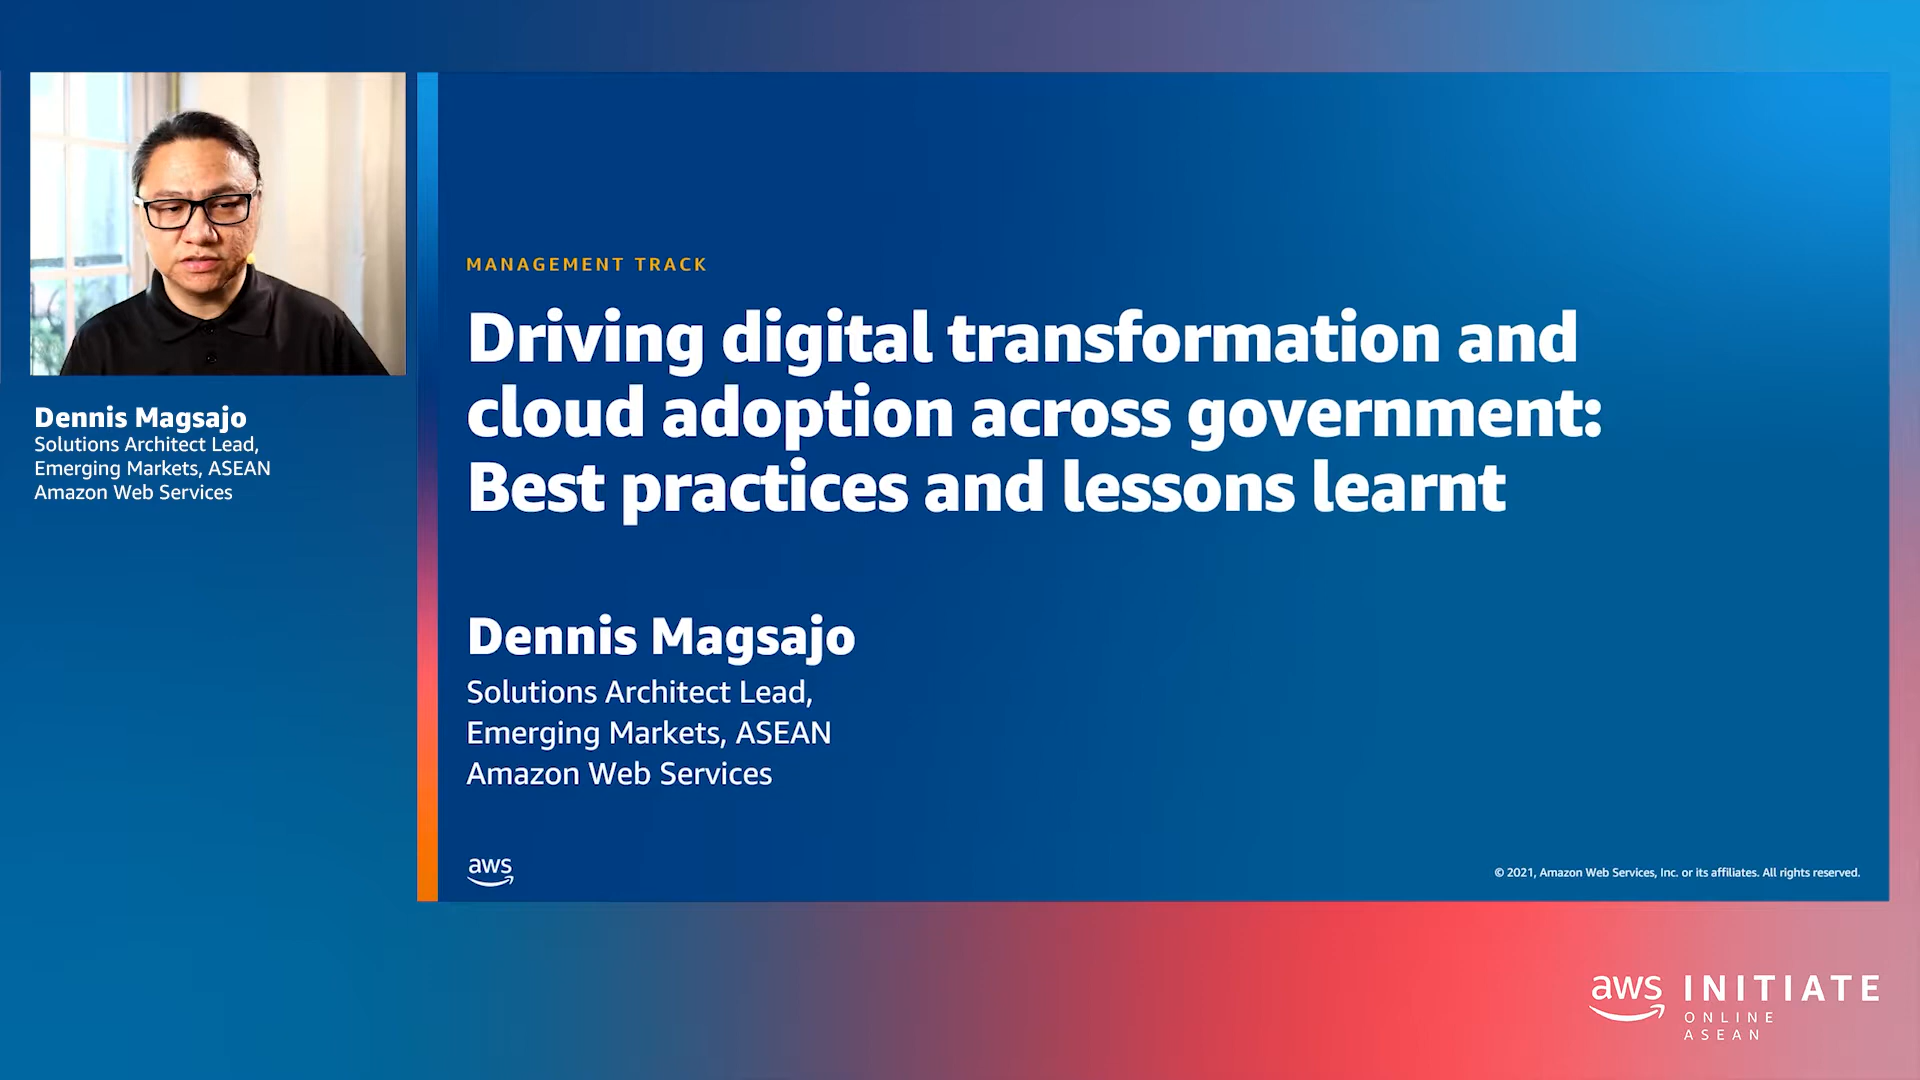 Dennis Magsajo
Solutions Architect Lead,
Emerging Markets, ASEAN
Amazon Web Services
MANAGEMENT TRACK
Driving digital transformation and
cloud adoption across government:
Best practices and lessons learnt
Dennis Magsajo
Solutions Architect Lead,
Emerging Markets, ASEAN
Amazon Web Services
aws
© 2021, Amazon Web Services, Inc. or its affiliates. All rights reserved.
aws INITIATE
ONLINE
ASEAN